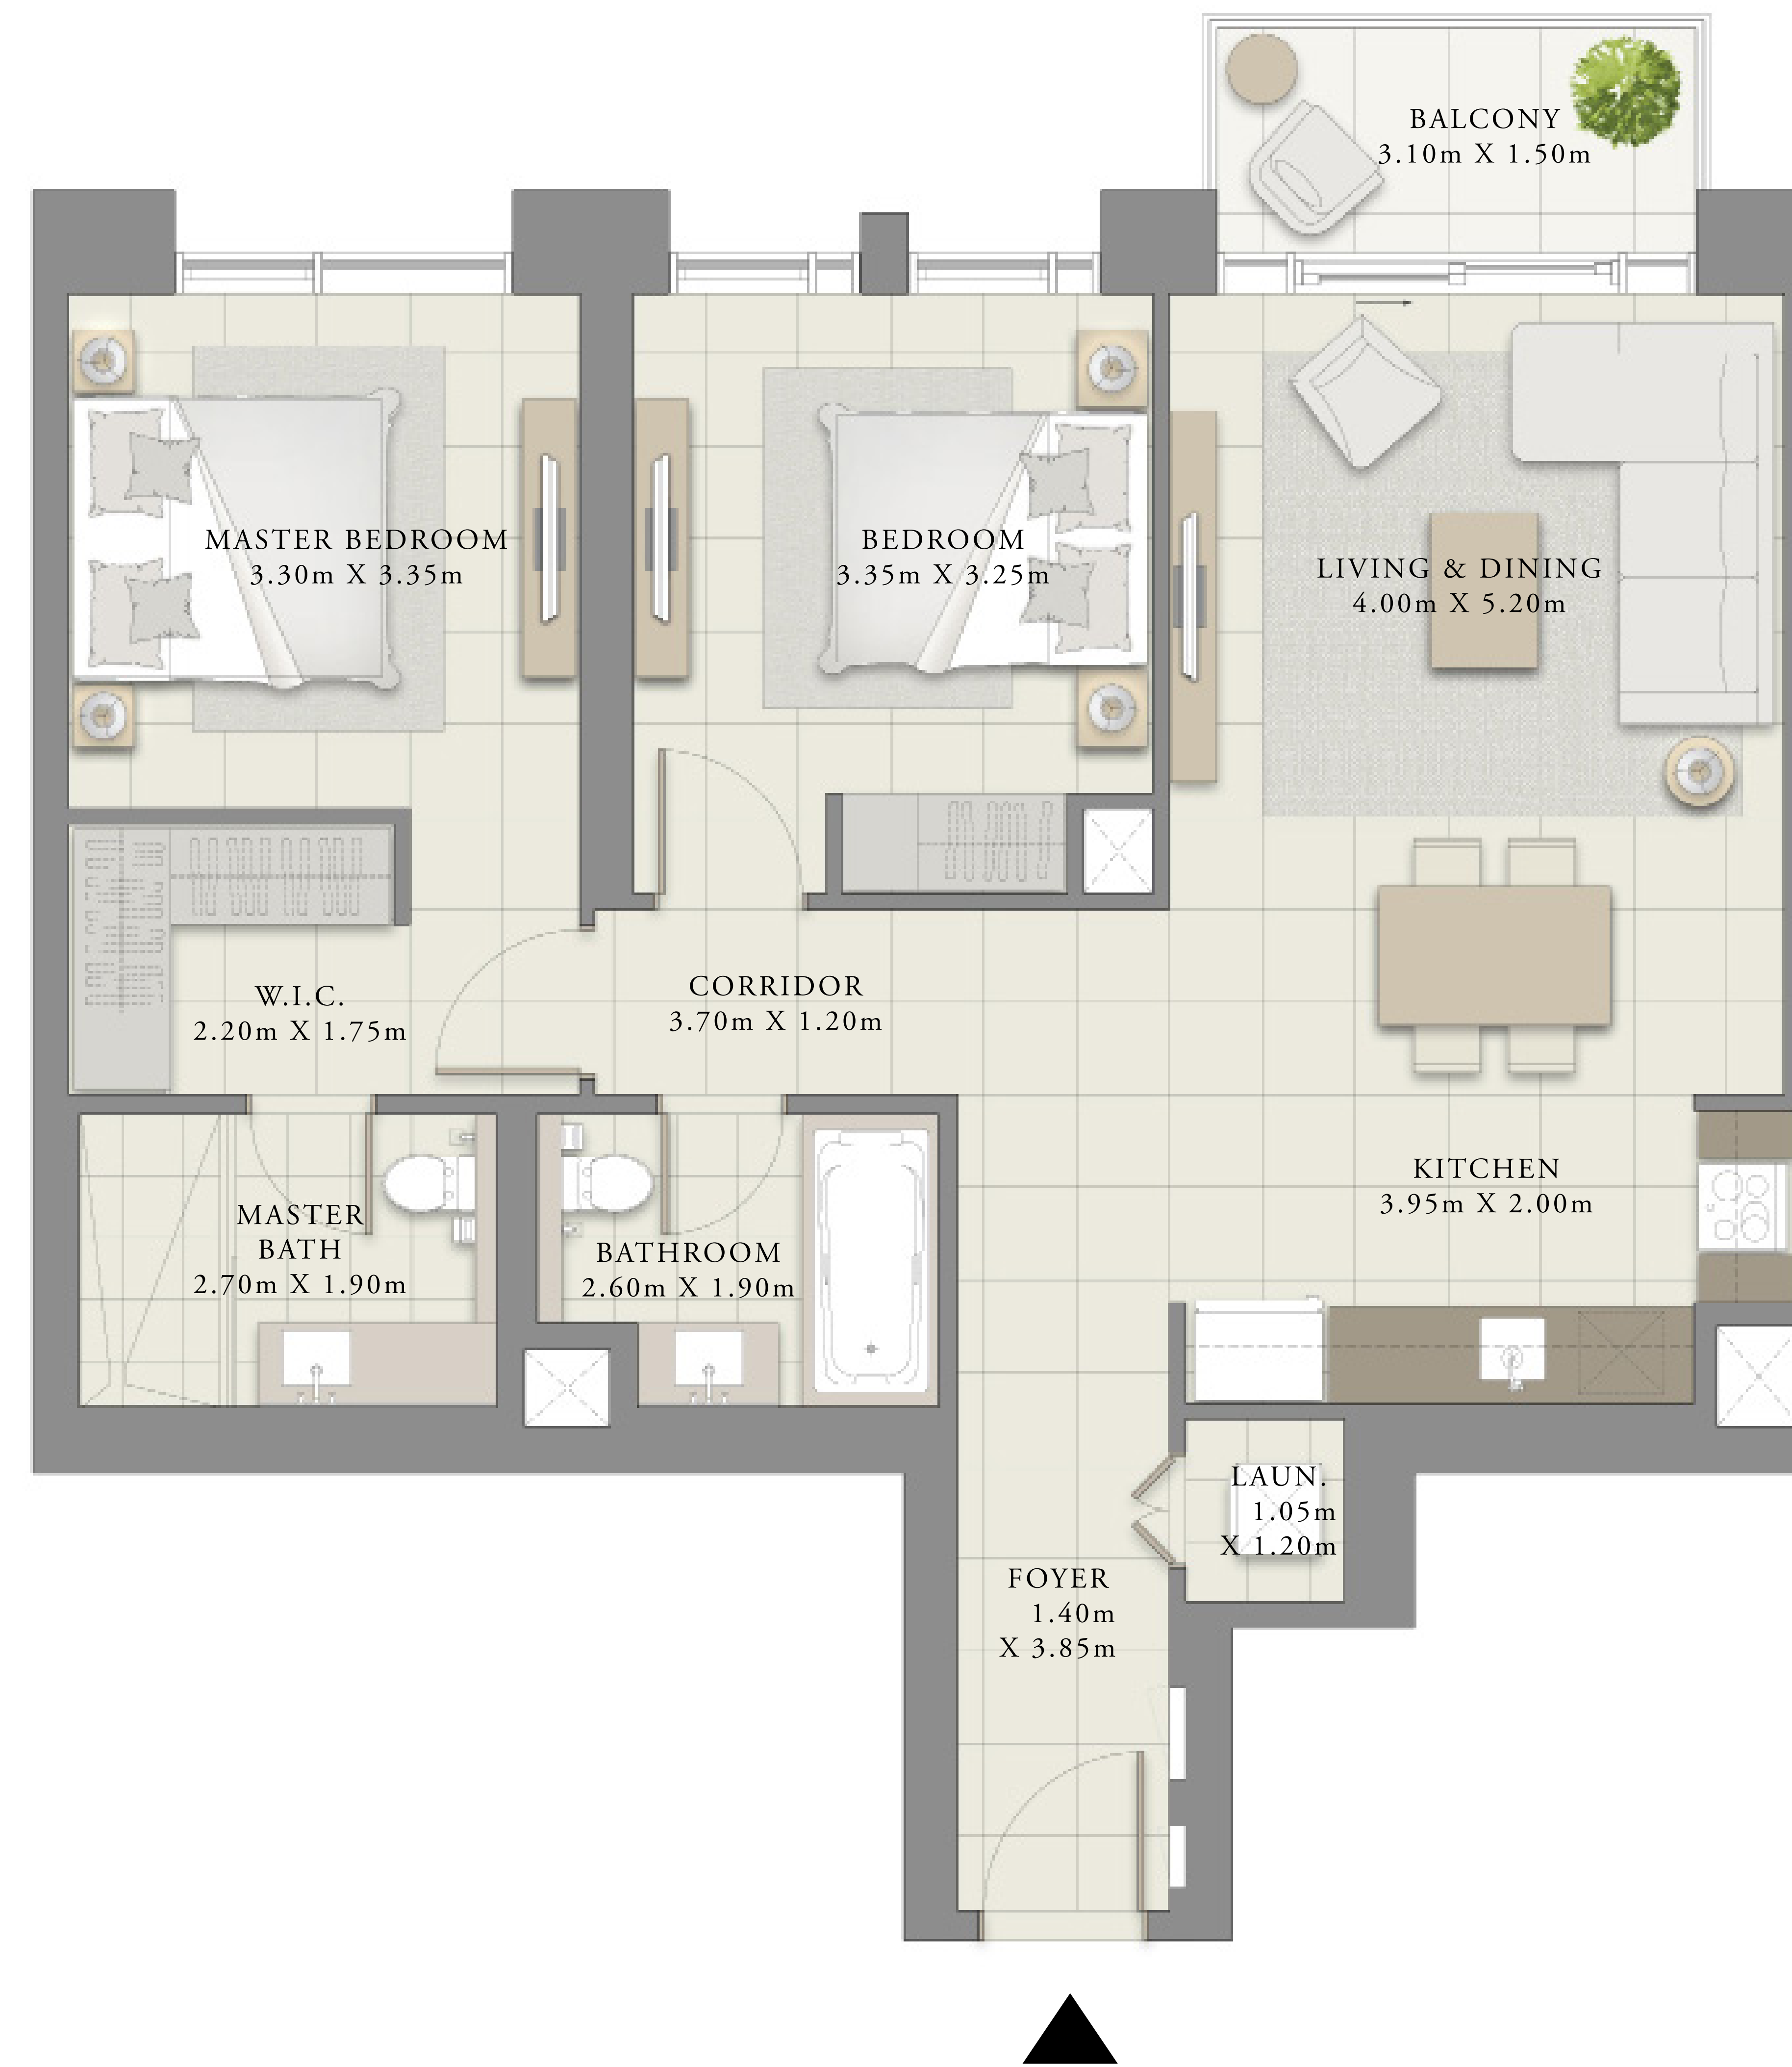 BALCONY
3.10m X 1.50m
MASTER BEDROOM
3.30m X 3.35m
BEDROOM
3.35m X 3.25m
LIVING & DINING
4.00m X 5.20m
W.I.C.
2.20m X 1.75m
CORRIDOR
3.70m X 1.20m
KITCHEN
3.95m X 2.00m
MASTER
BATH
2.70m X 1.90m
BATHROOM
2.60m X 1.90m
LAUN.
1.05m
X 1.20m
FOYER
1.40m
X 3.85m